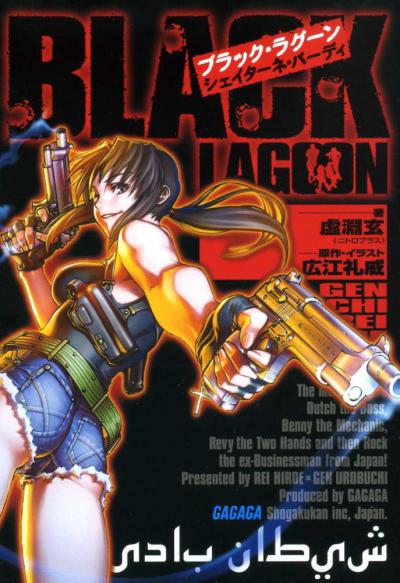 BLACK
ブラック・ラグーン
シェイターネ・バーディ
LAGOON
著
虚淵玄
(ニトロプラス)
原作・イラスト
広江礼威
GEN
CHI
REI
Dutch the Boss,
Benny the Mechanic,
Revy the Two Hands and then Rock
the ex-Businessman from Japan!
Presented by REI HIROE×GEN UROBUCHI
Produced by GAGAGA
GAGAGA Shogakukan inc, Japan.
شيطان بادي